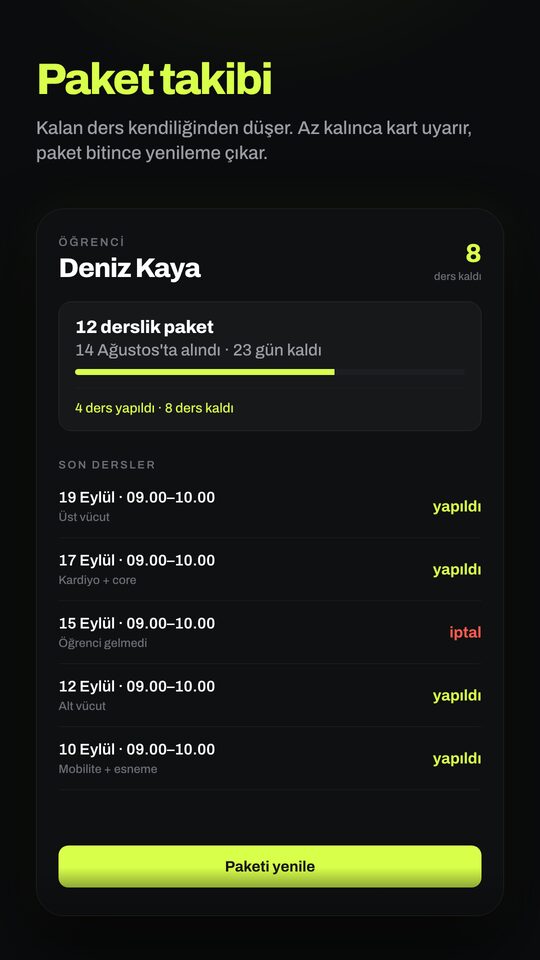 Paket takibi
Kalan ders kendiliğinden düşer. Az kalınca kart uyarır,
paket bitince yenileme çıkar.
ÖĞRENCİ
Deniz Kaya
8
ders kaldı
12 derslik paket
14 Ağustos'ta alındı · 23 gün kaldı
4 ders yapıldı · 8 ders kaldı
SON DERSLER
19 Eylül · 09.00–10.00
Üst vücut
yapıldı
17 Eylül · 09.00–10.00
Kardiyo + core
yapıldı
15 Eylül · 09.00–10.00
Öğrenci gelmedi
iptal
12 Eylül · 09.00–10.00
Alt vücut
yapıldı
10 Eylül · 09.00–10.00
Mobilite + esneme
yapıldı
Paketi yenile